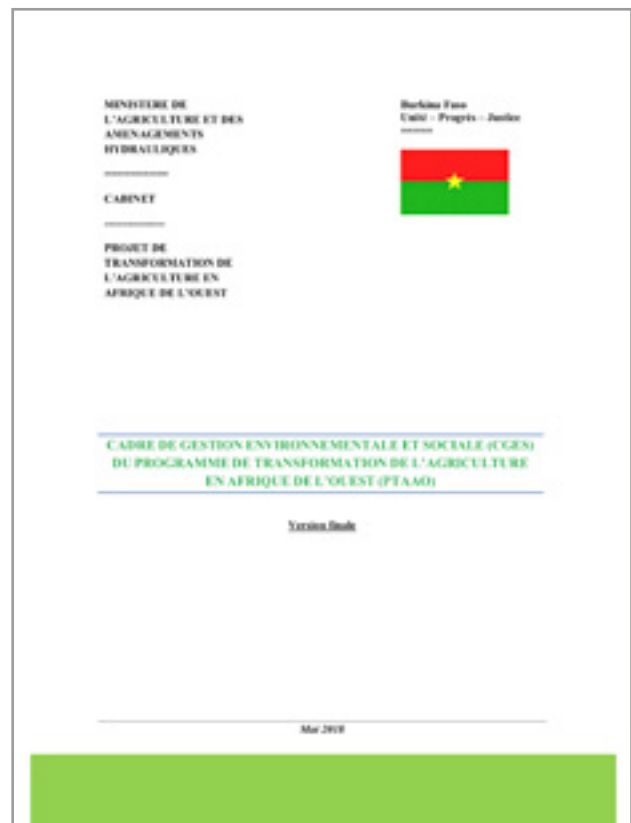 MINISTERE DE
L'AGRICULTURE ET DES
AMENAGEMENTS
HYDRAULIQUES
-----------
CABINET
-----------
PROJET DE
TRANSFORMATION DE
L'AGRICULTURE EN
AFRIQUE DE L'OUEST
Burkina Faso
Unité – Progrès – Justice
------
CADRE DE GESTION ENVIRONNEMENTALE ET SOCIALE (CGES)
DU PROGRAMME DE TRANSFORMATION DE L'AGRICULTURE
EN AFRIQUE DE L'OUEST (PTAAO)
Version finale
Mai 2018